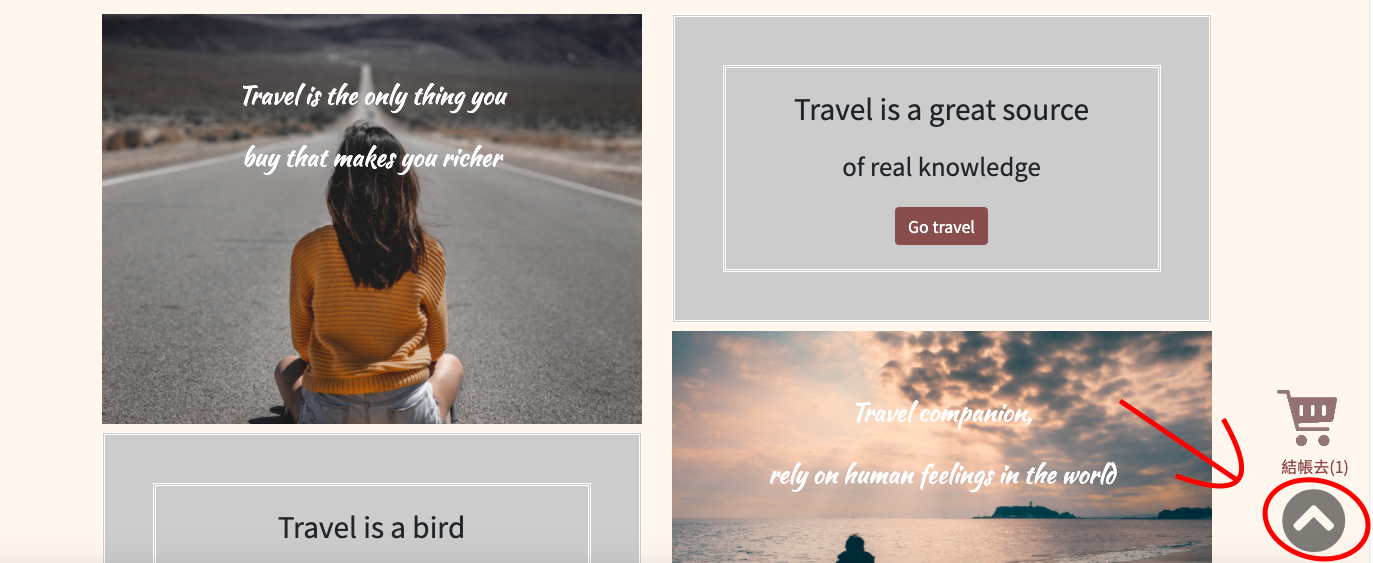 Travel is the only thing you
buy that makes you richer
Travel is a great source
of real knowledge
Go travel
Travel companion,
rely on human feelings in the world
Travel is a bird
結帳去(1)